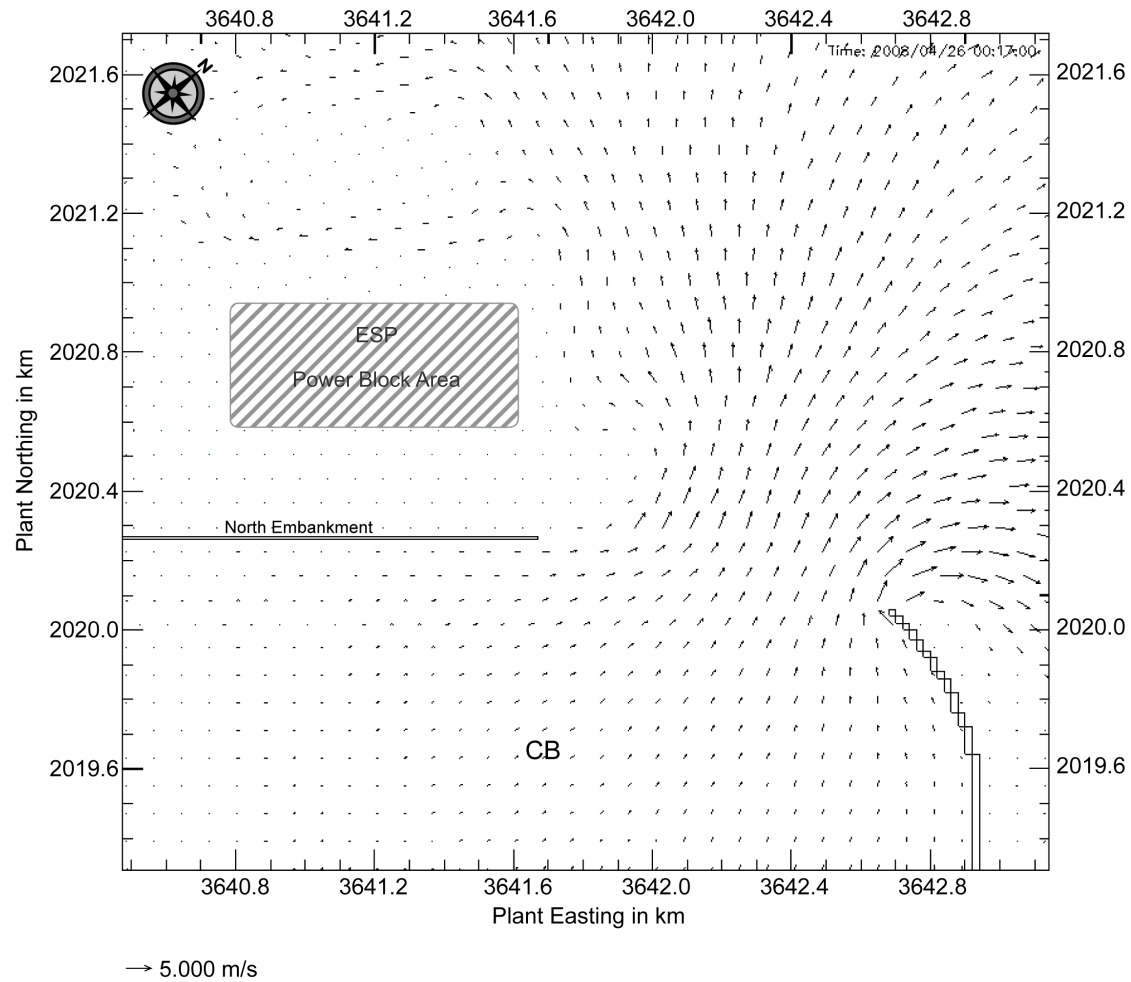 3640.8 3641.2 3641.6 3642.0 3642.4 3642.8
Time: 2008/04/26 00:17:00
N
2021.6 2021.6
2021.2 2021.2
ESP
2020.8 2020.8
Power Block Area
Plant Northing in km
2020.4 2020.4
North Embankment
2020.0 2020.0
CB
2019.6 2019.6
3640.8 3641.2 3641.6 3642.0 3642.4 3642.8
Plant Easting in km
5.000 m/s